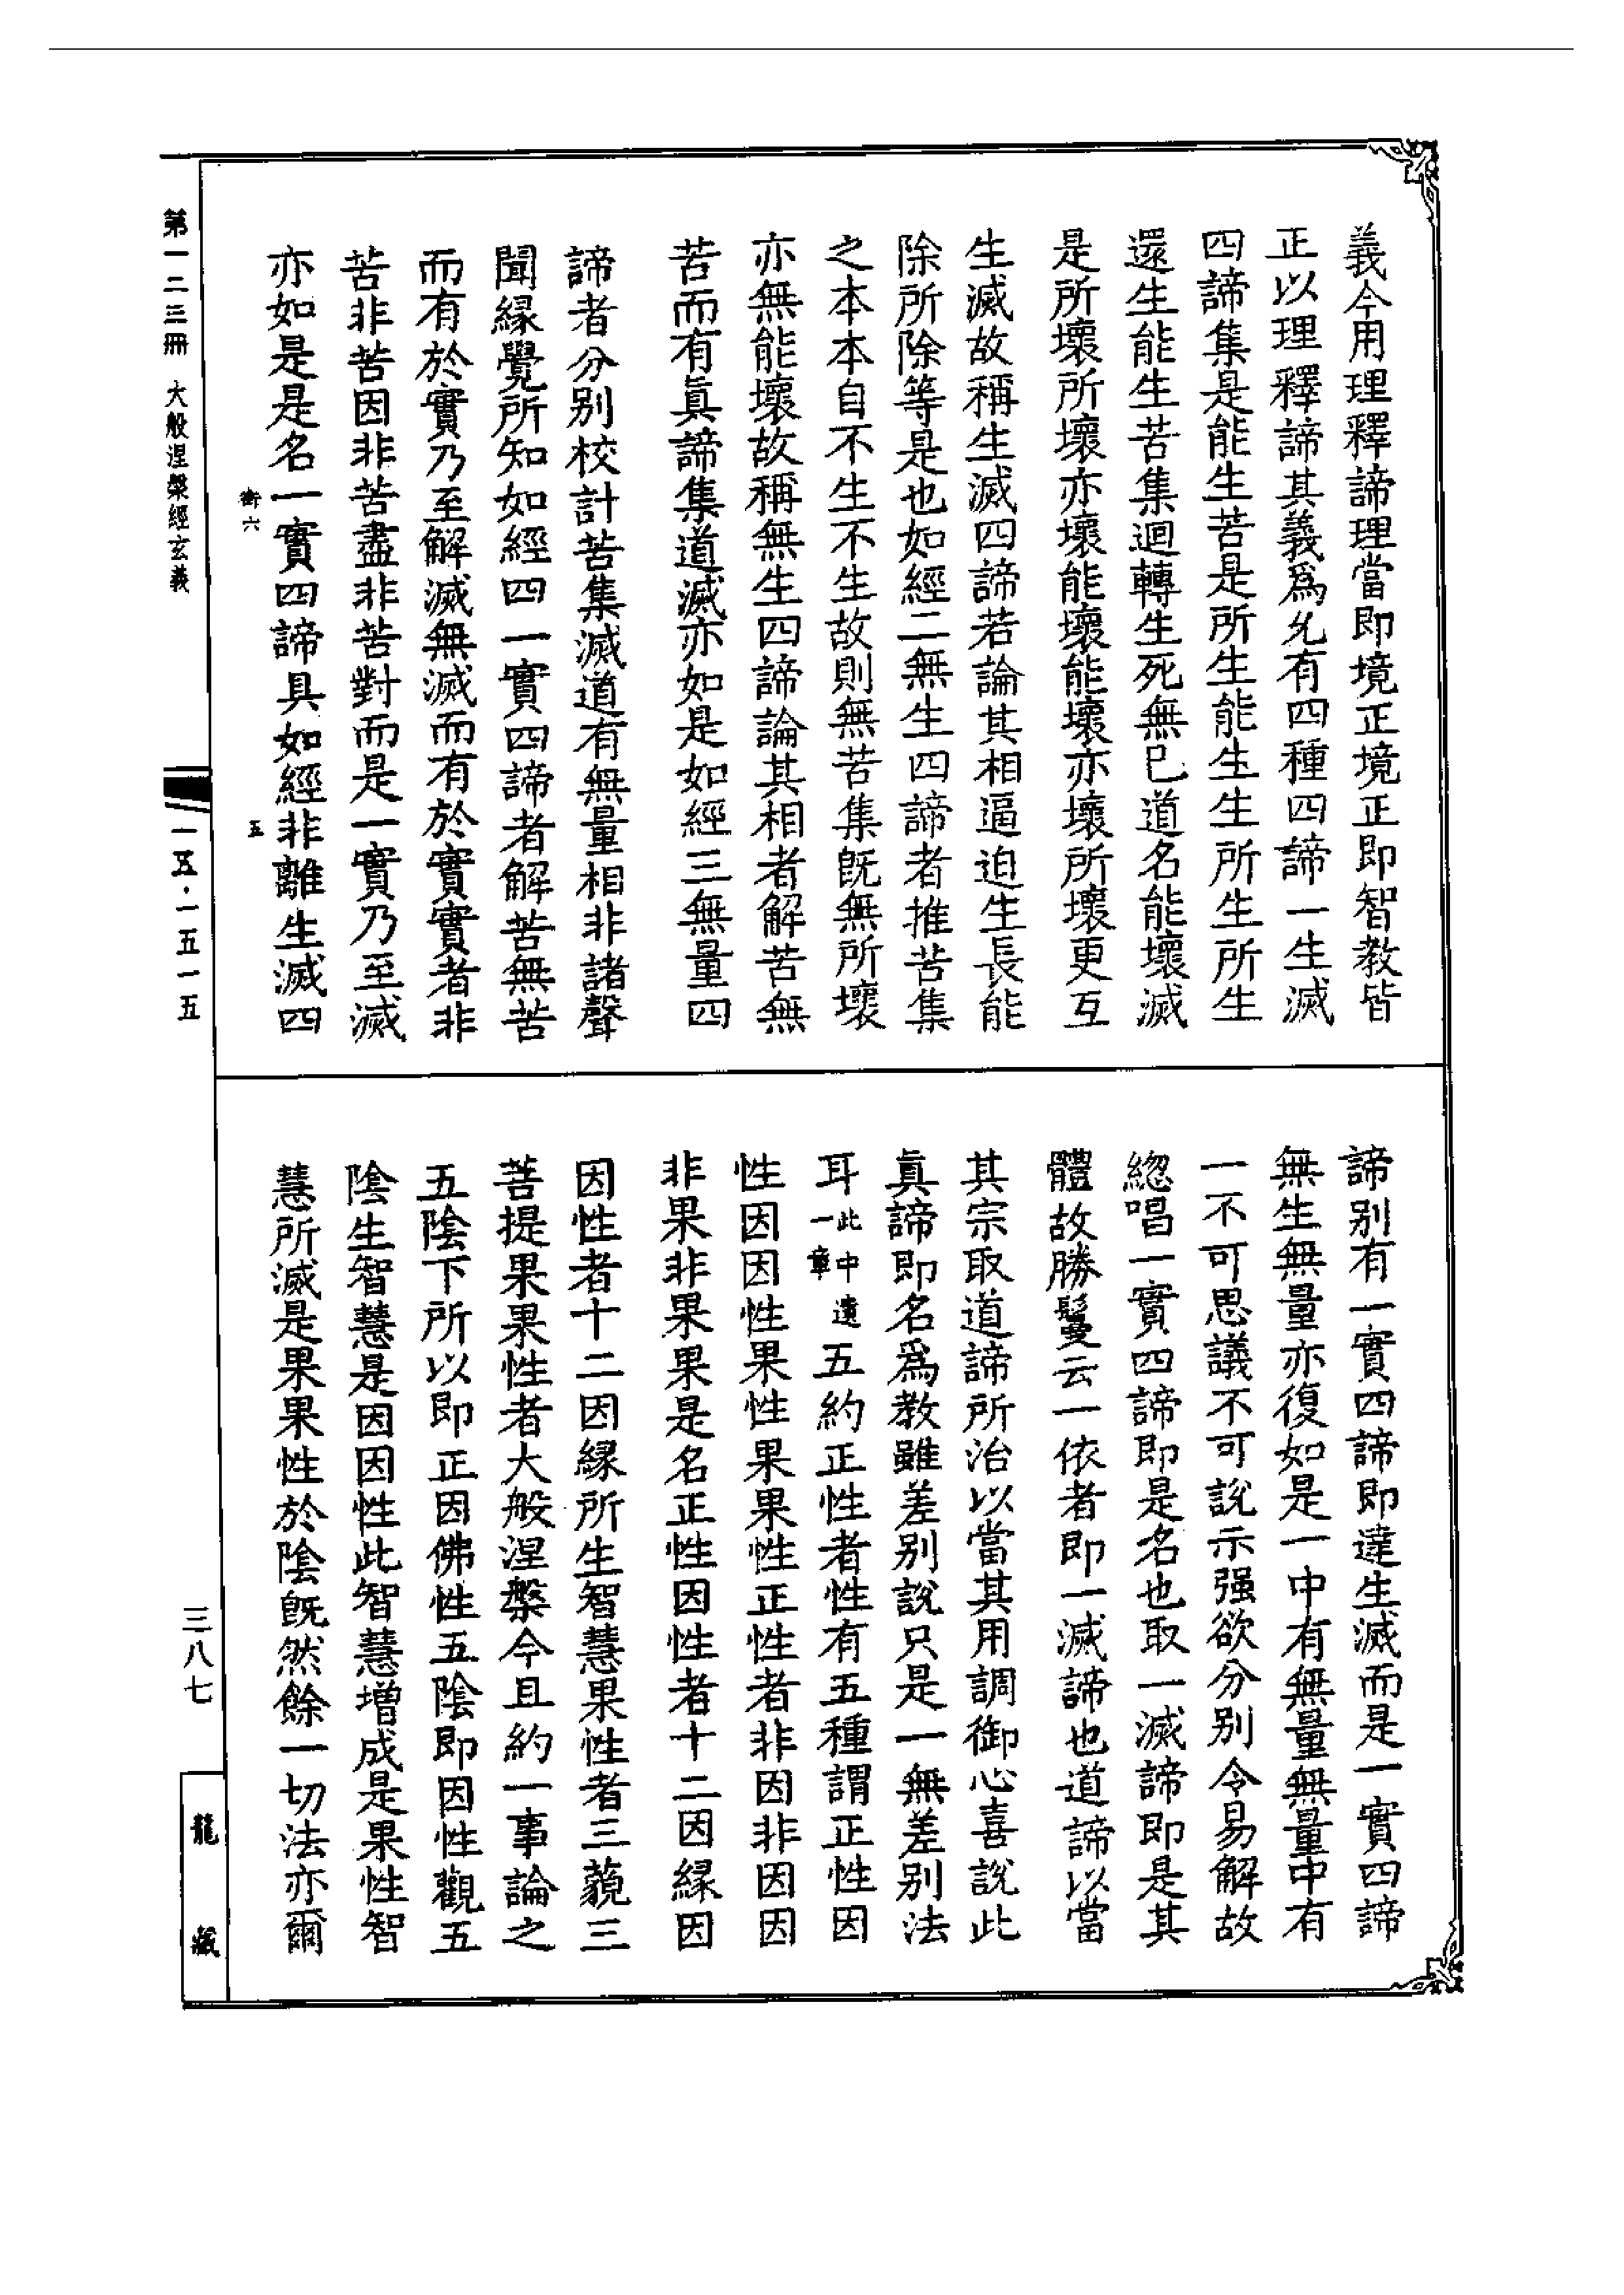 義今用理釋諦理當即境正境正即智教皆
正以理釋諦其義爲允有四種四諦一生滅
四諦集是能生苦是所生能生生所生所生
還生能生苦集迴轉生死無已道名能壞滅
是所壞所壞亦壞能壞能壞亦壞所壞更互
生滅故稱生滅四諦若論其相逼迫生長能
除所除等是也如經二無生四諦者推苦集
之本本自不生不生故則無苦集既無所壞
亦無能壞故稱無生四諦論其相者解苦無
苦而有眞諦集道滅亦如是如經三無量四
諦者分別校計苦集滅道有無量相非諸聲
聞緣覺所知如經四一實四諦者解苦無苦
而有於實乃至解滅無滅而有於實實者非
苦非苦因非苦盡非苦對而是一實乃至滅
亦如是是名一實四諦具如經非離生滅四
諦別有一實四諦即達生滅而是一實四諦
無生無量亦復如是一中有無量無量中有
一不可思議不可說示强欲分別令易解故
總唱一實四諦即是名也取一滅諦即是其
體故勝鬘云一依者即一滅諦也道諦以當
其宗取道諦所治以當其用調御心喜說此
眞諦即名爲教雖差別說只是一無差別法
耳此中遺一章五約正性者性有五種謂正性因
性因因性果性果果性正性者非因非因因
非果非果果是名正性因性者十二因緣因
因性者十二因緣所生智慧果性者三藐三
菩提果果性者大般涅槃今且約一事論之
五陰下所以即正因佛性五陰即因性觀五
陰生智慧是因因性此智慧增成是果性智
慧所滅是果果性於陰既然餘一切法亦爾
第一二三冊 大般涅槃經玄義
六
五
一五·一五一五
三八七
龍藏